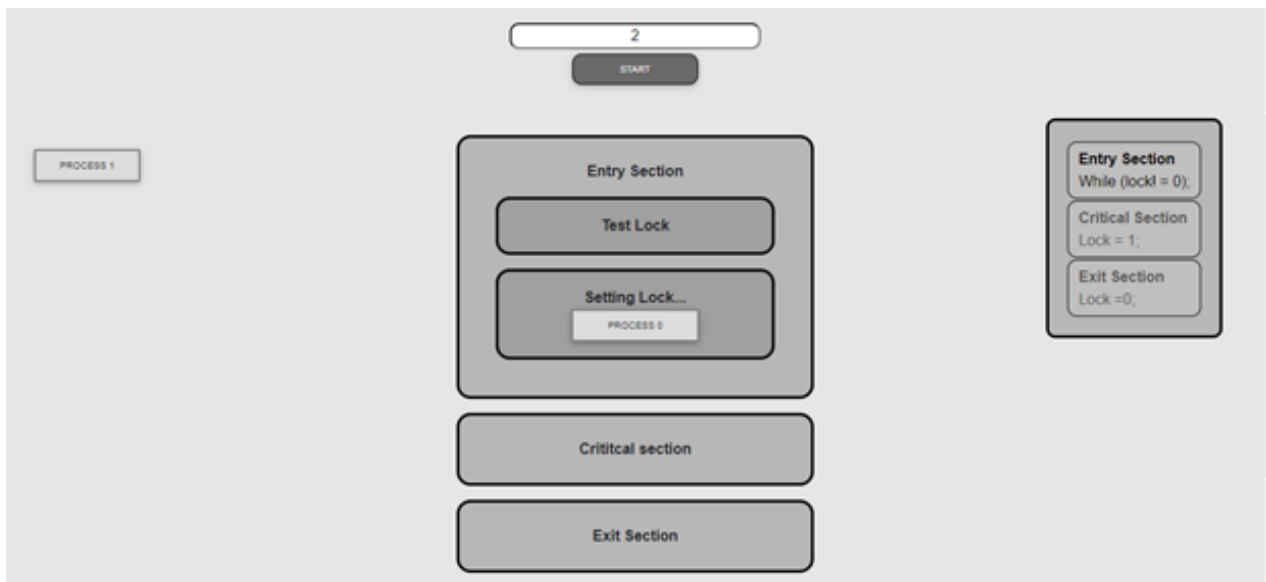 2
START
PROCESS 1
Entry Section
Test Lock
Setting Lock...
PROCESS 0
Crititcal section
Exit Section
Entry Section
While (lock! = 0);
Critical Section
Lock = 1;
Exit Section
Lock =0;